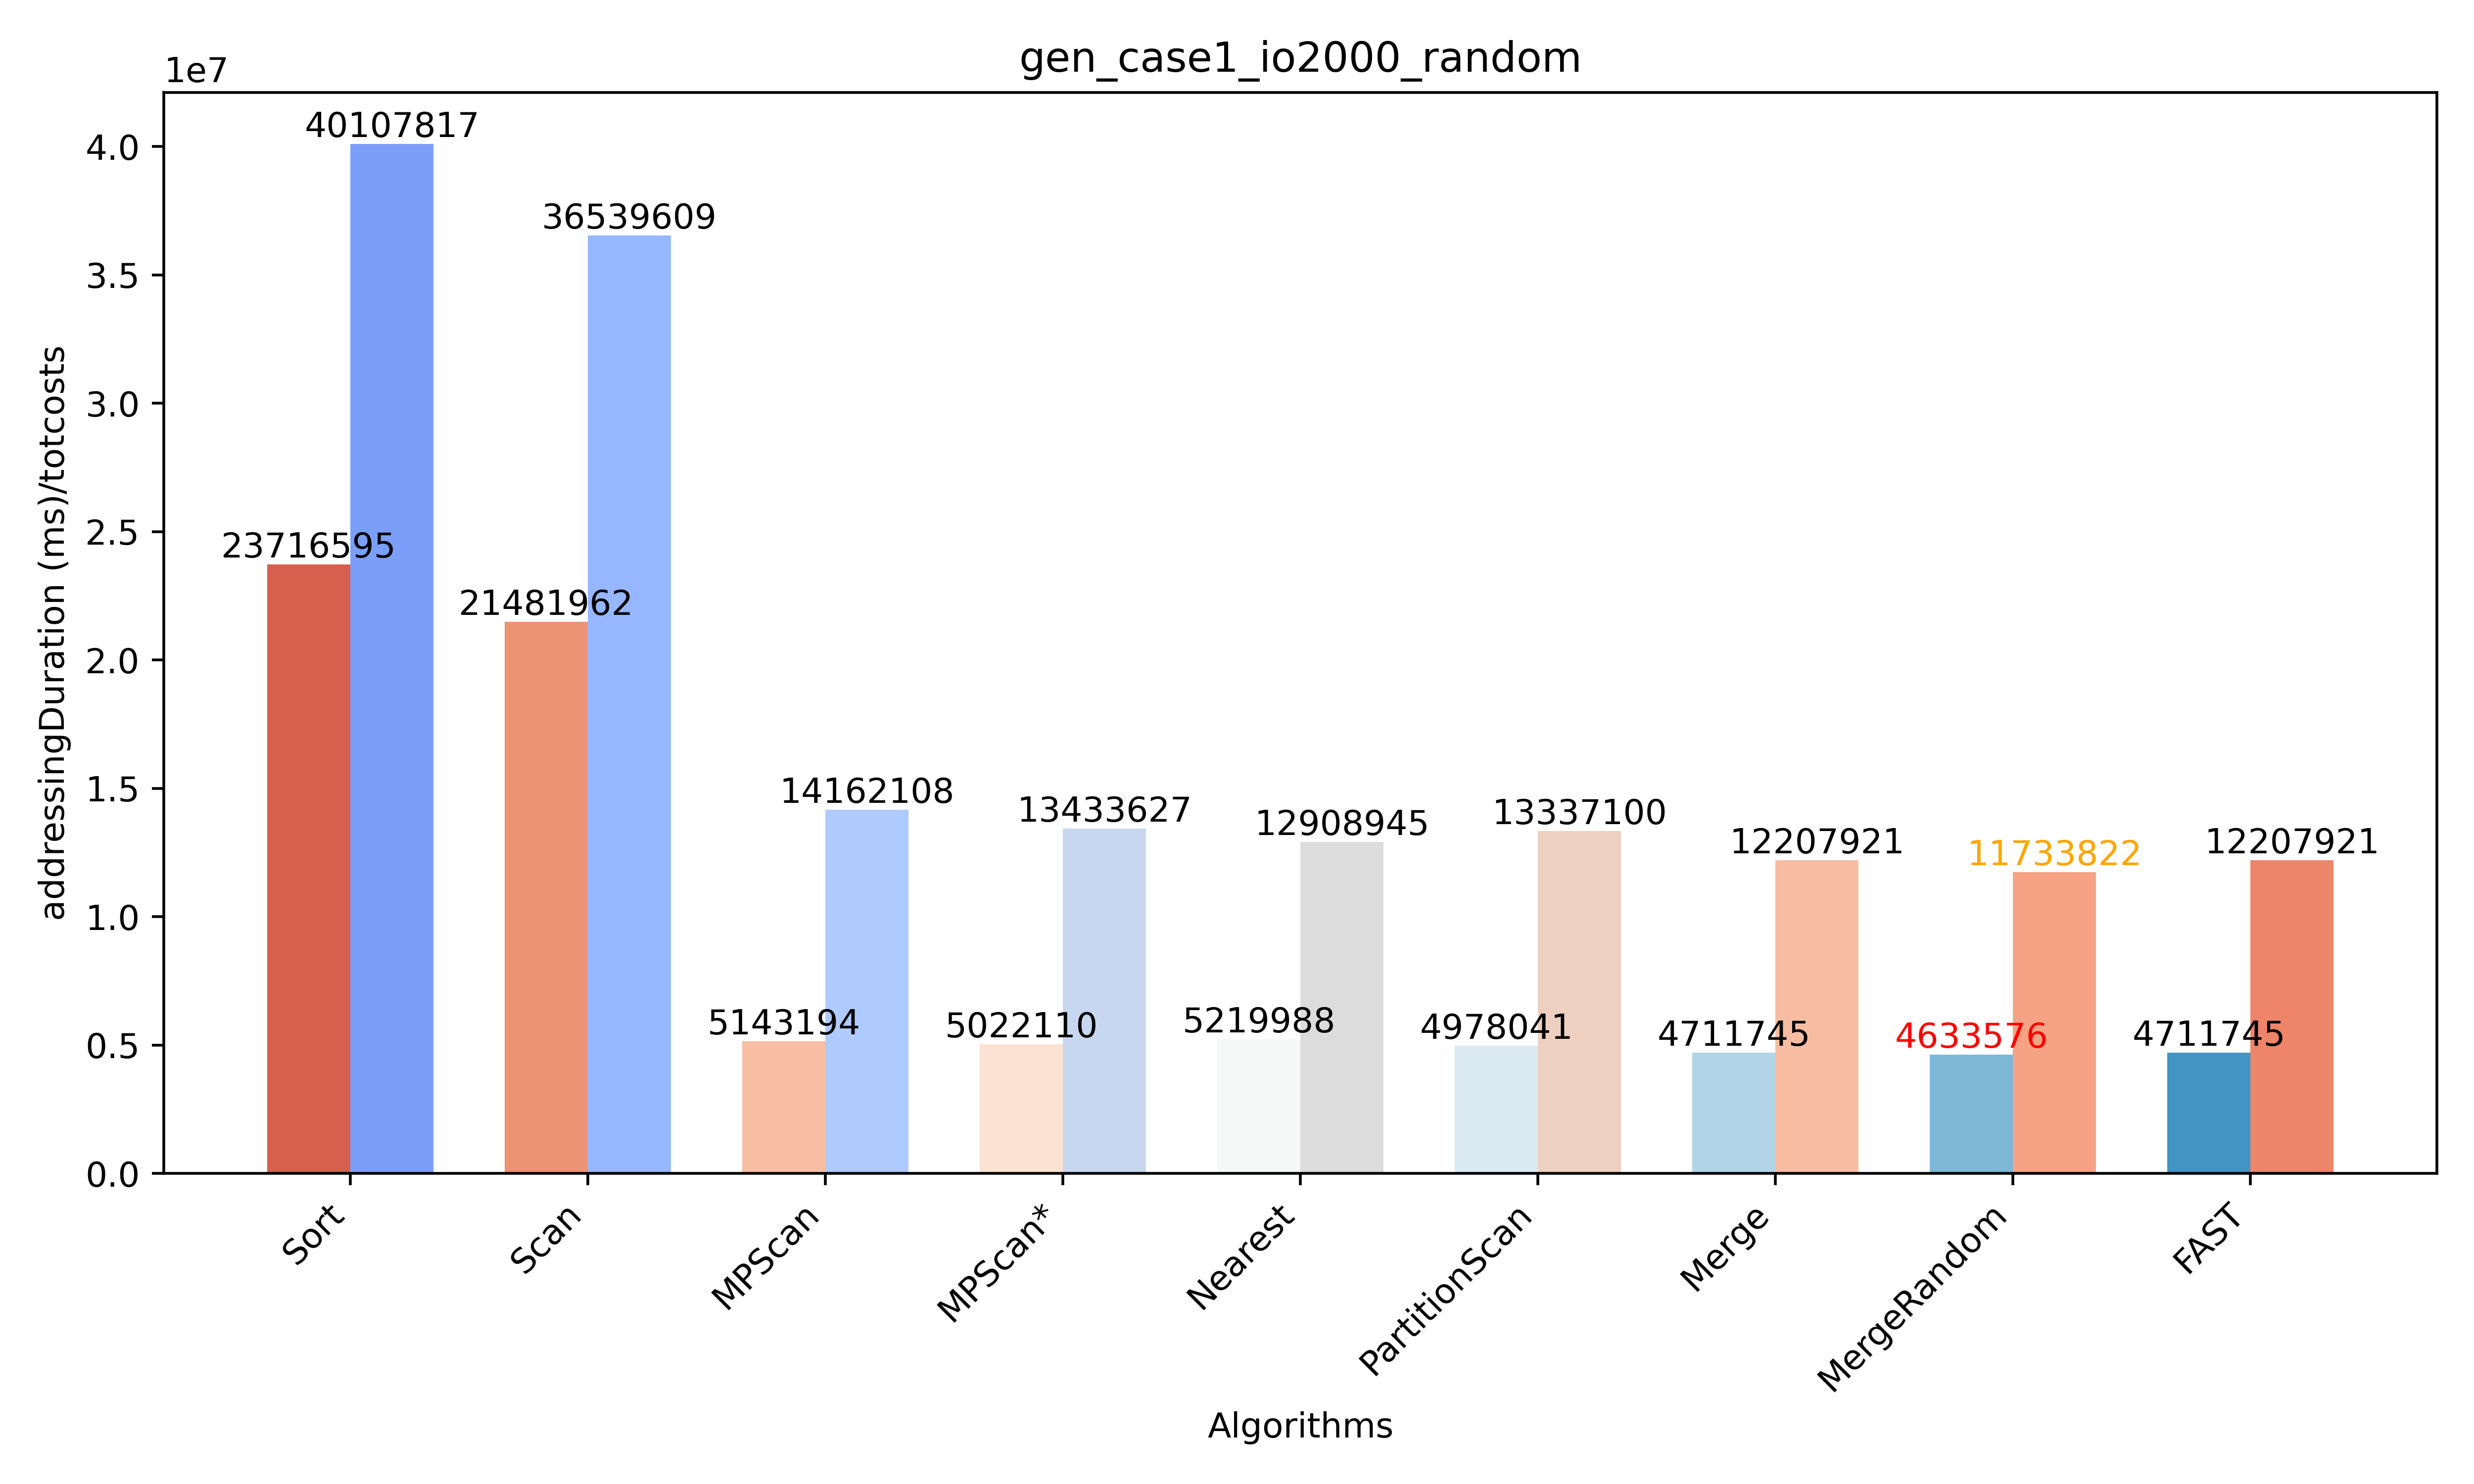 gen_case1_io2000_random
1e7
addressingDuration (ms)/totcosts
4.0
3.5
3.0
2.5
2.0
1.5
1.0
0.5
0.0
23716595
40107817
21481962
36539609
5143194
14162108
5022110
13433627
5219988
12908945
4978041
13337100
4711745
12207921
4633576
11733822
4711745
12207921
Sort
Scan
MPScan
MPScan*
Nearest
PartitionScan
Merge
MergeRandom
FAST
Algorithms